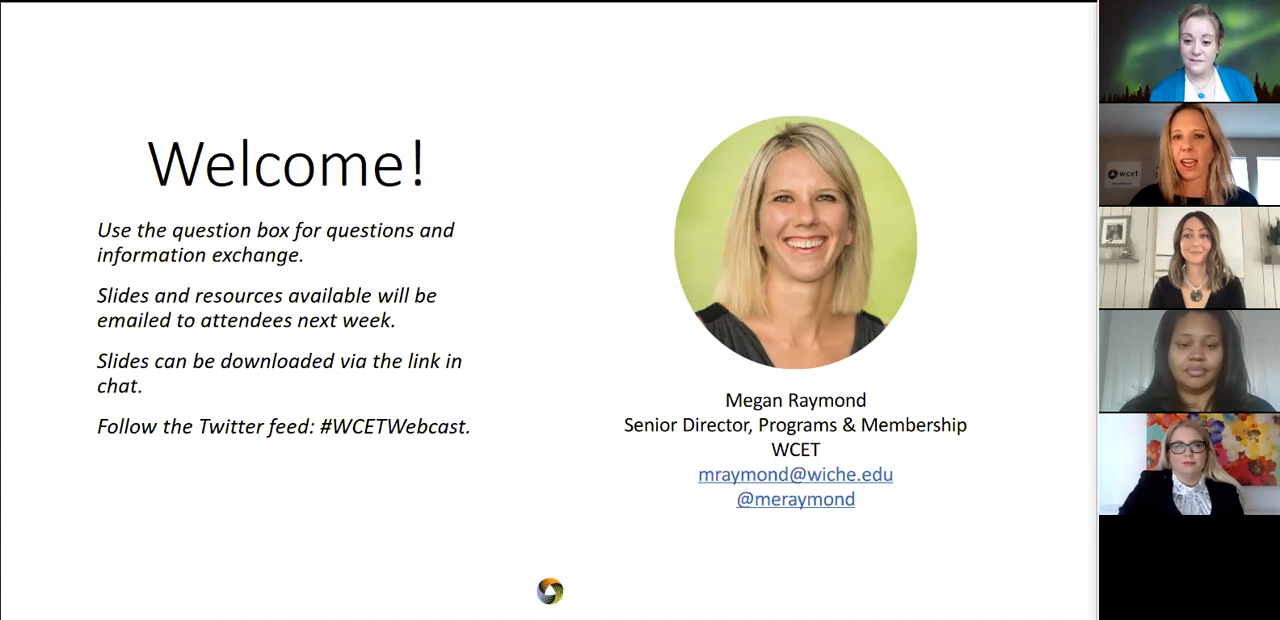 Welcome!
Use the question box for questions and
information exchange.
Slides and resources available will be
emailed to attendees next week.
Slides can be downloaded via the link in
chat.
Follow the Twitter feed: #WCETWebcast.
Megan Raymond
Senior Director, Programs & Membership
WCET
mraymond@wiche.edu
@meraymond
wcet